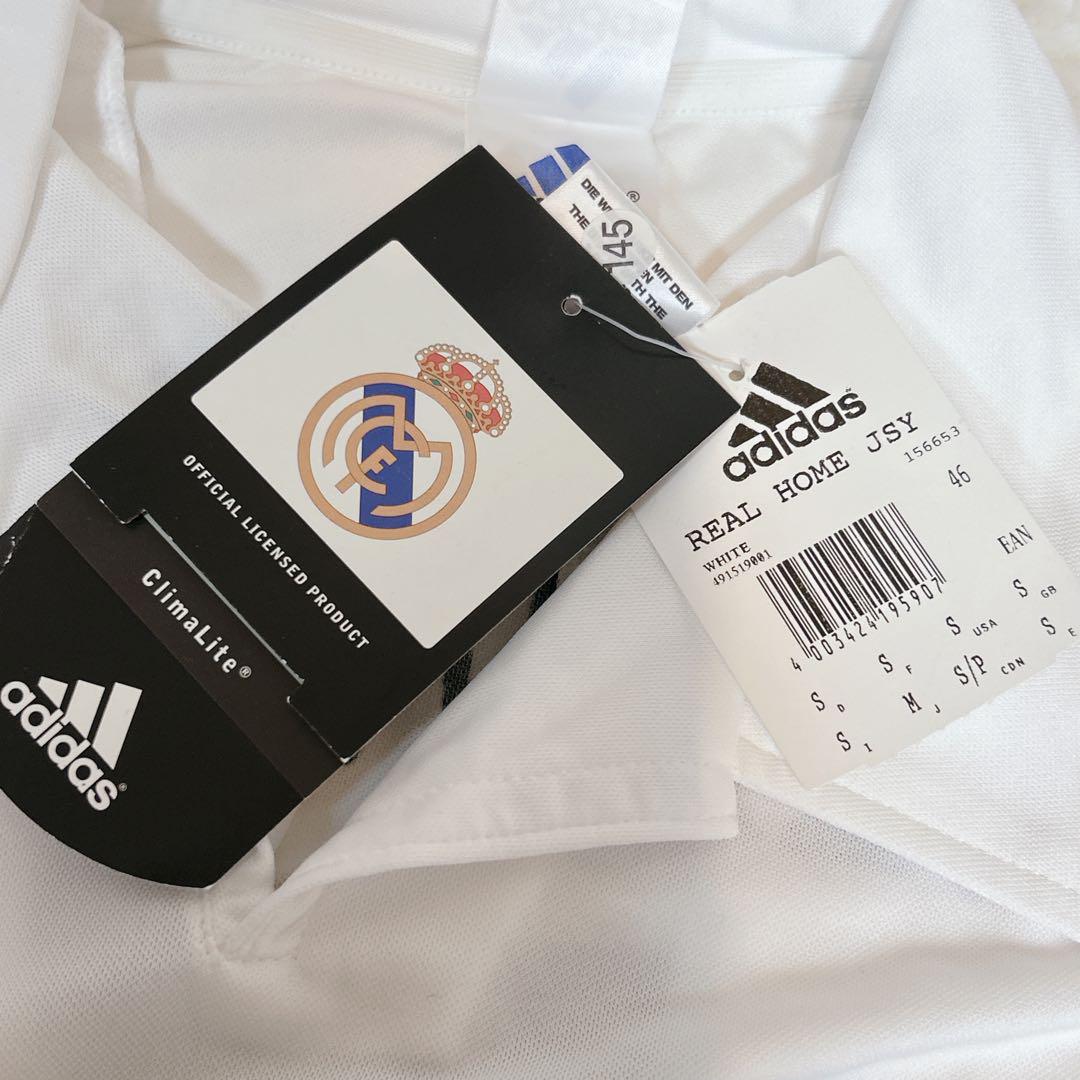 OFFICIAL LICENSED PRODUCT
ClimaLite®
adidas®
DIE
THE
MIT DEN
TH THE
®
145
adidas
REAL HOME JSY
156653
WHITE
46
491519001
EAN
4 003424 195907
S GB
S USA
S E
S F
S/P CDN
S D
M J
S I